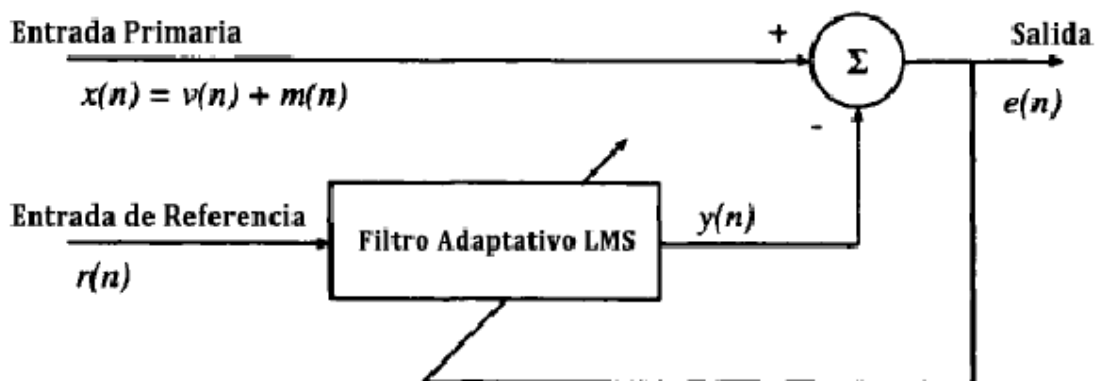 Entrada Primaria
x(n) = v(n) + m(n)
+
Σ
Salida
e(n)
-
Entrada de Referencia
r(n)
Filtro Adaptativo LMS
y(n)